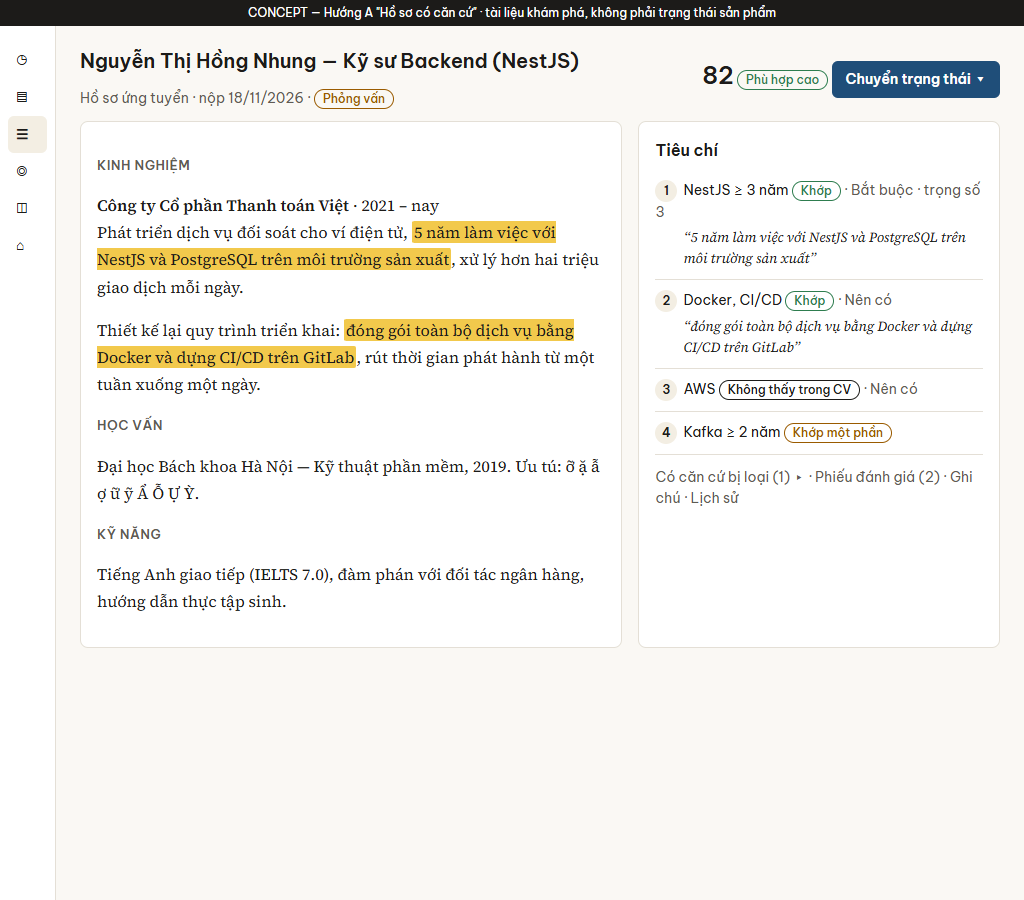 CONCEPT — Hướng A "Hồ sơ có căn cứ" · tài liệu khám phá, không phải trạng thái sản phẩm
Nguyễn Thị Hồng Nhung — Kỹ sư Backend (NestJS)
Hồ sơ ứng tuyển · nộp 18/11/2026 · Phỏng vấn
82 Phù hợp cao Chuyển trạng thái ▾
KINH NGHIỆM
Công ty Cổ phần Thanh toán Việt · 2021 – nay
Phát triển dịch vụ đối soát cho ví điện tử, 5 năm làm việc với
NestJS và PostgreSQL trên môi trường sản xuất, xử lý hơn hai triệu
giao dịch mỗi ngày.
Thiết kế lại quy trình triển khai: đóng gói toàn bộ dịch vụ bằng
Docker và dựng CI/CD trên GitLab, rút thời gian phát hành từ một
tuần xuống một ngày.
HỌC VẤN
Đại học Bách khoa Hà Nội — Kỹ thuật phần mềm, 2019. Ưu tú: ỡ ặ ẫ
ợ ữ ỹ Ẩ Ỗ Ự Ỳ.
KỸ NĂNG
Tiếng Anh giao tiếp (IELTS 7.0), đàm phán với đối tác ngân hàng,
hướng dẫn thực tập sinh.
Tiêu chí
1 NestJS ≥ 3 năm Khớp · Bắt buộc · trọng số
3
“5 năm làm việc với NestJS và PostgreSQL trên
môi trường sản xuất”
2 Docker, CI/CD Khớp · Nên có
“đóng gói toàn bộ dịch vụ bằng Docker và dựng
CI/CD trên GitLab”
3 AWS Không thấy trong CV · Nên có
4 Kafka ≥ 2 năm Khớp một phần
Có căn cứ bị loại (1) ▸ · Phiếu đánh giá (2) · Ghi
chú · Lịch sử